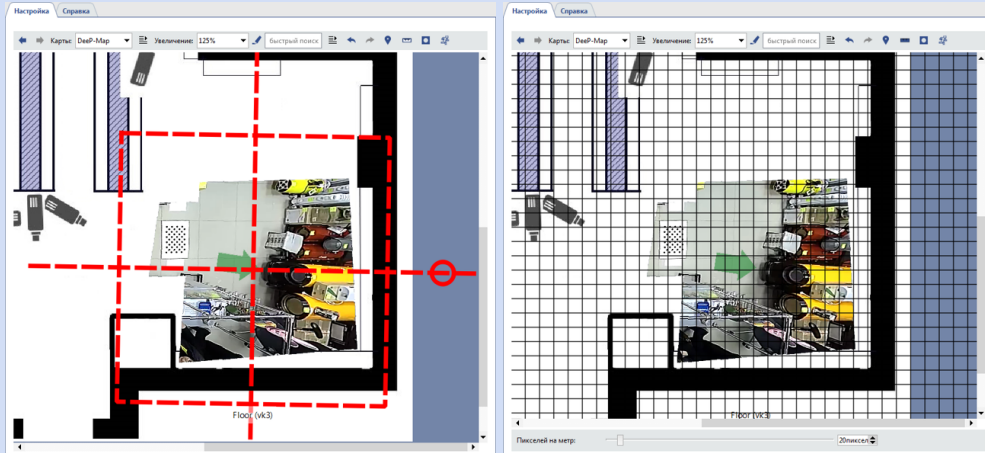 Настройка Справка
Карты: DeeP-Map Увеличение: 125% быстрый поиск
Floor (vk3)
Настройка Справка
Карты: DeeP-Map Увеличение: 125% быстрый поиск
Floor (vk3)
Пикселей на метр: 20пиксел